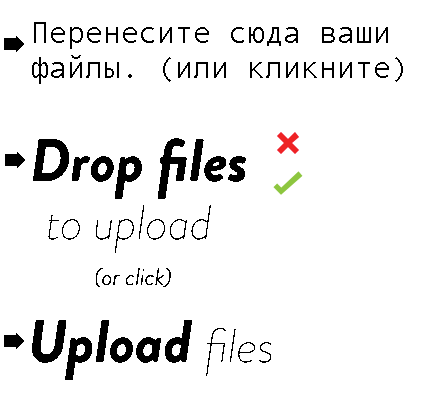 Перенесите сюда ваши
файлы. (или кликните)
Drop files
to upload
(or click)
Upload files